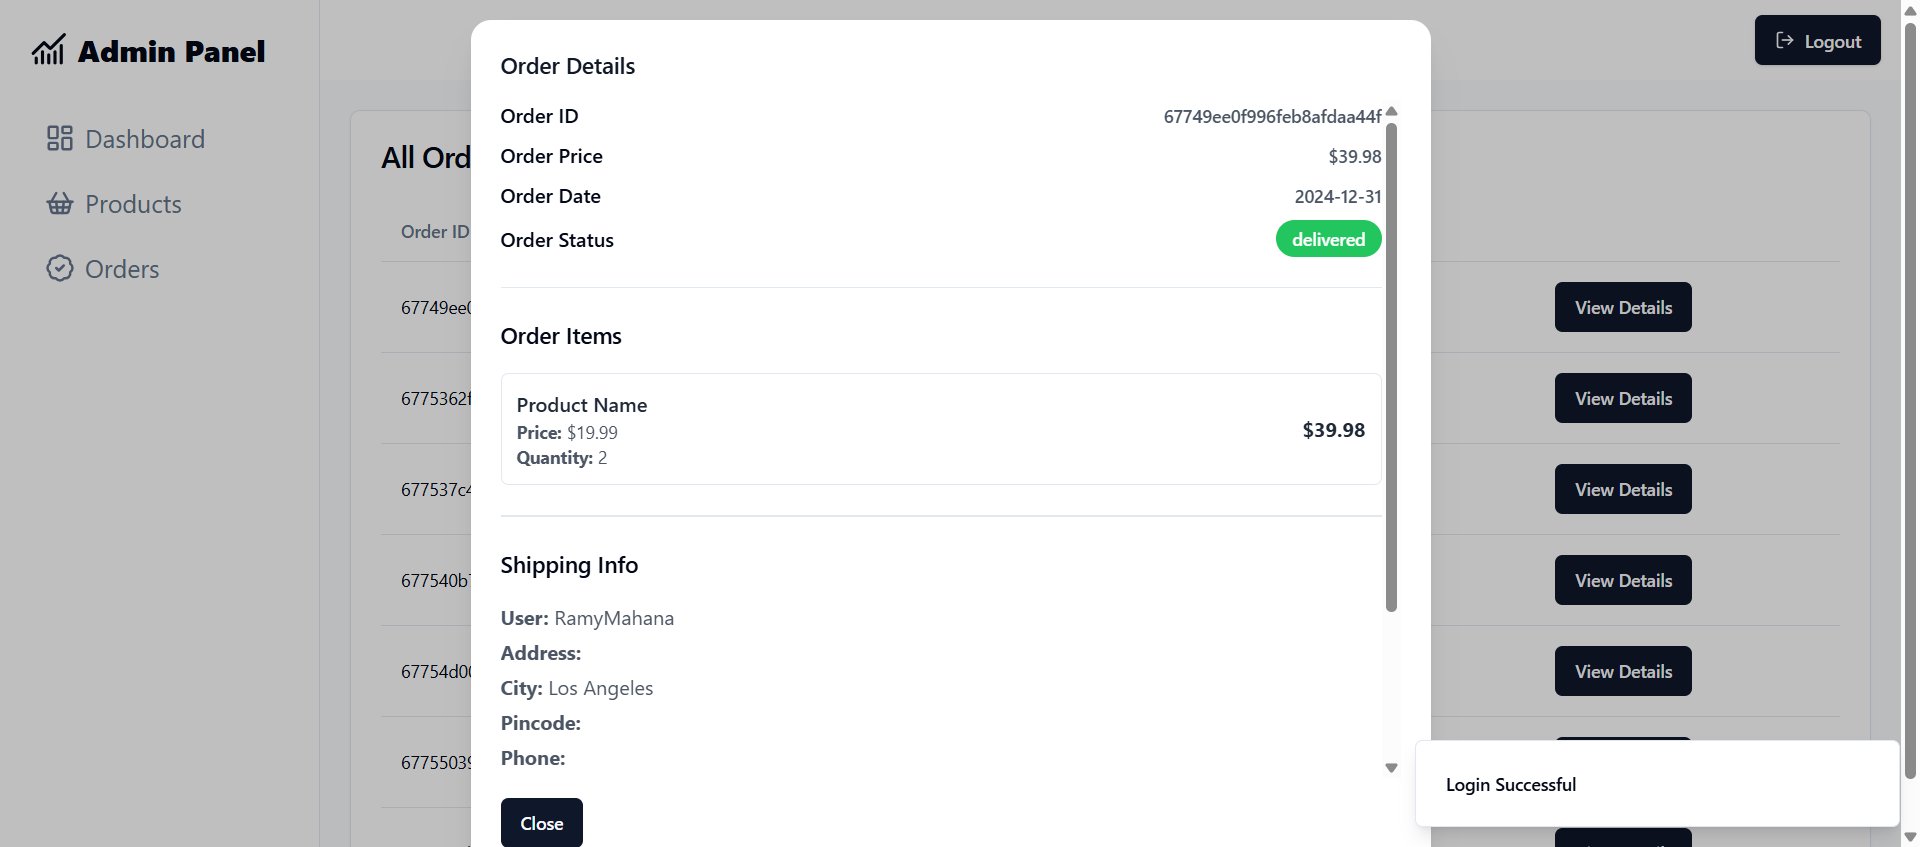 Admin Panel
Logout
Dashboard
Products
Orders
All Ord
Order ID
67749ee0
6775362f
677537c4
677540b
67754d00
67755039
View Details
View Details
View Details
View Details
View Details
Order Details
Order ID 67749ee0f996feb8afdaa44f
Order Price $39.98
Order Date 2024-12-31
Order Status delivered
Order Items
Product Name
Price: $19.99
Quantity: 2
$39.98
Shipping Info
User: RamyMahana
Address:
City: Los Angeles
Pincode:
Phone:
Close
Login Successful